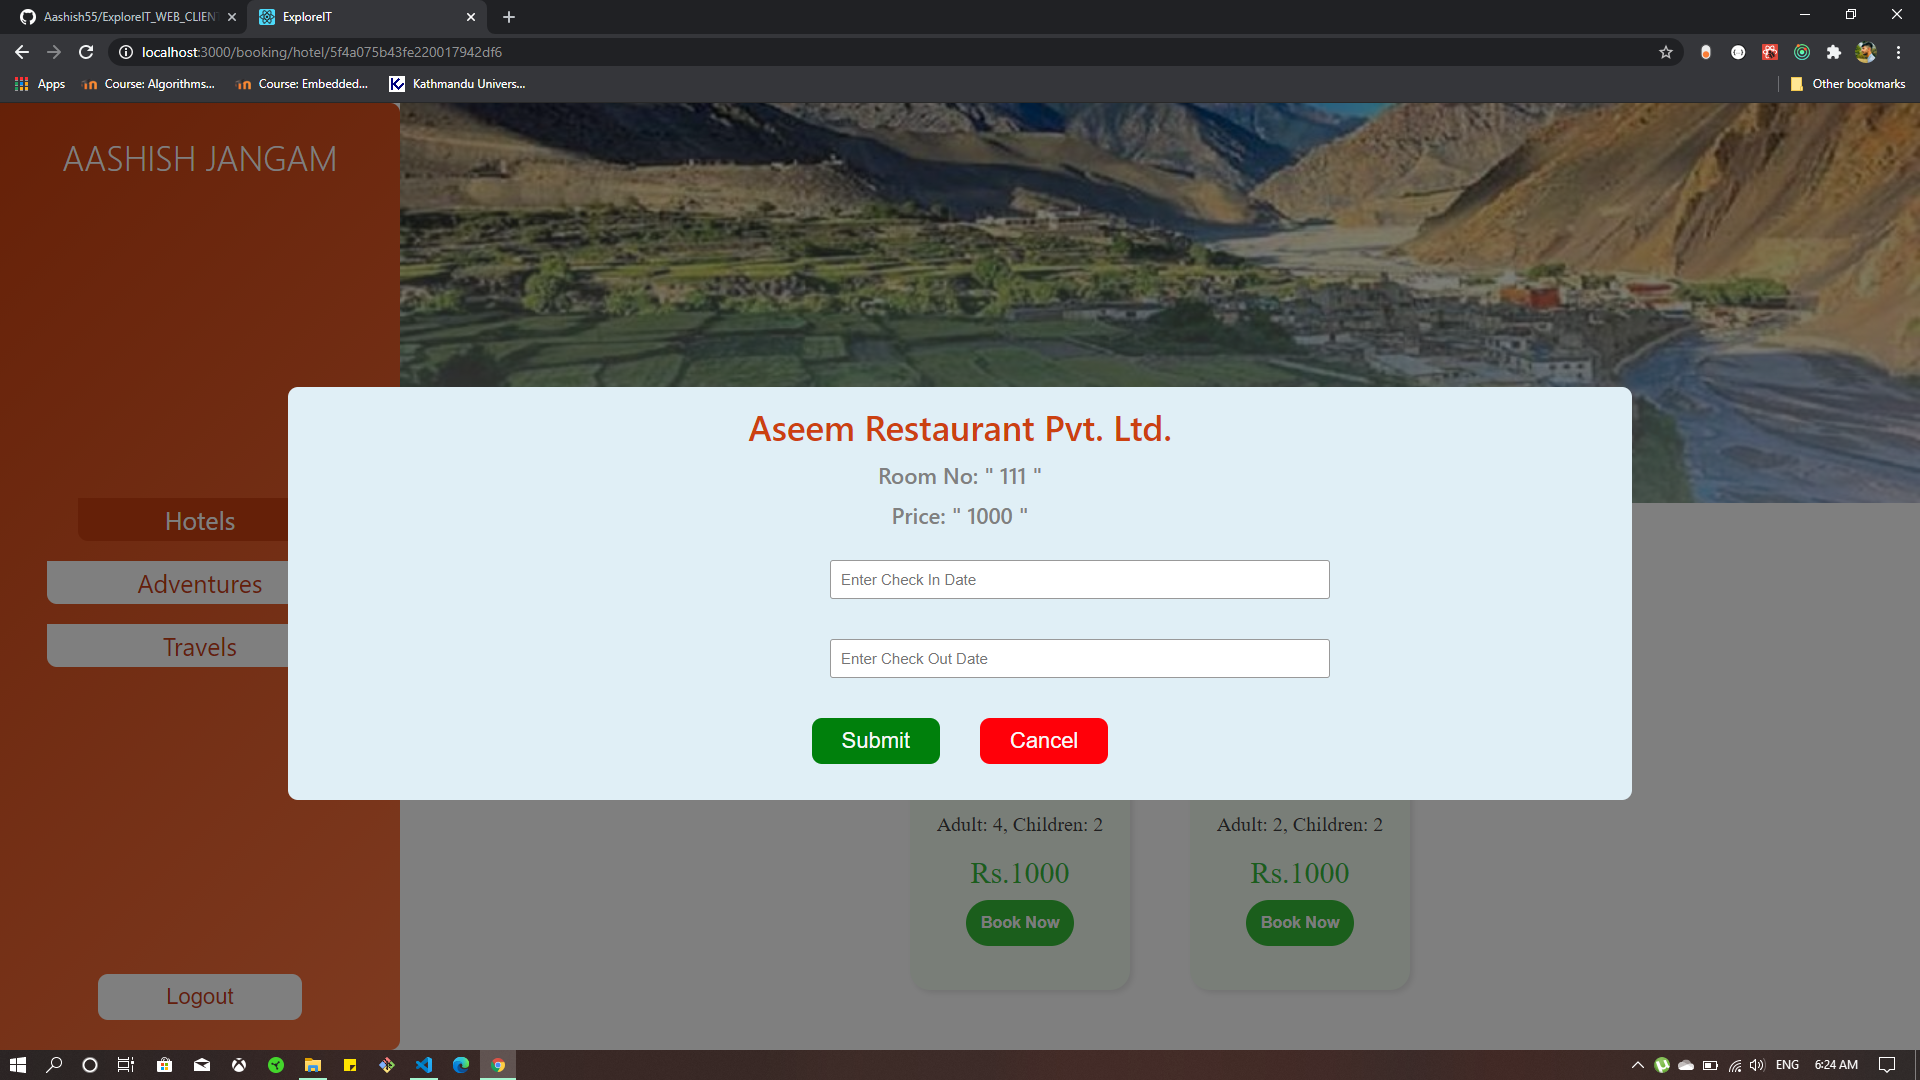 Aashish55/ExploreIT_WEB_CLIEN
ExploreIT
localhost:3000/booking/hotel/5f4a075b43fe220017942df6
Apps
Course: Algorithms...
Course: Embedded...
Kathmandu Univers...
Other bookmarks
AASHISH JANGAM
Hotels
Adventures
Travels
Logout
Aseem Restaurant Pvt. Ltd.
Room No: " 111 "
Price: " 1000 "
Enter Check In Date
Enter Check Out Date
Submit
Cancel
Adult: 4, Children: 2
Rs.1000
Book Now
Adult: 2, Children: 2
Rs.1000
Book Now
ENG
6:24 AM